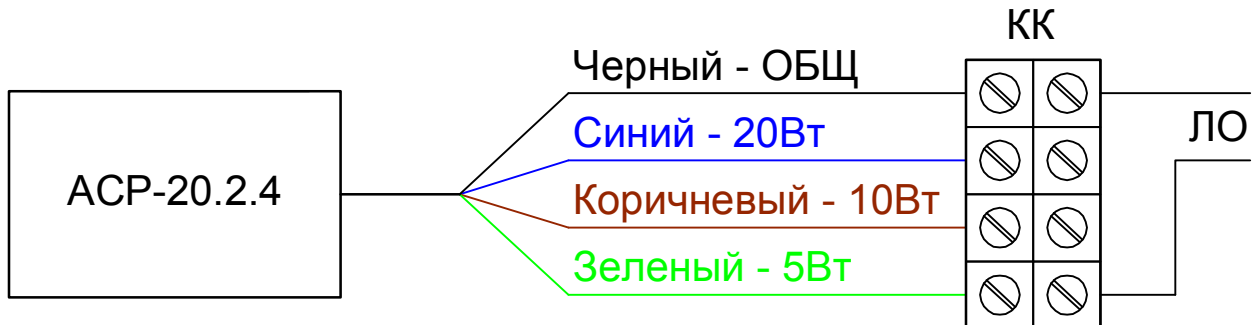 КК
Черный - ОБЩ
ЛО
Синий - 20Вт
АСР-20.2.4
Коричневый - 10Вт
Зеленый - 5Вт